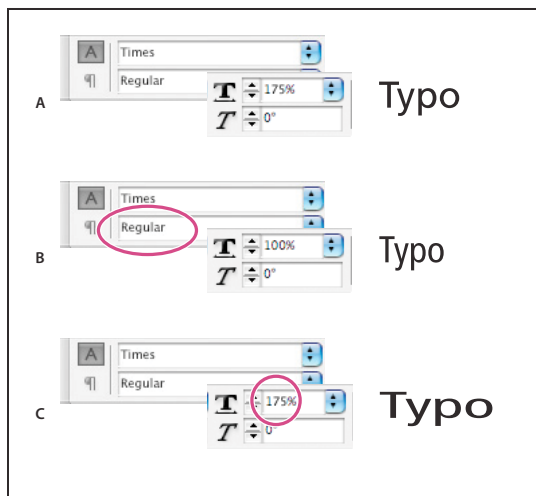 A
Times
¶
Regular
T 175%
T 0°
A
Typo
A
Times
¶
Regular
T 100%
T 0°
B
Typo
A
Times
¶
Regular
T 175%
T 0°
C
Typo